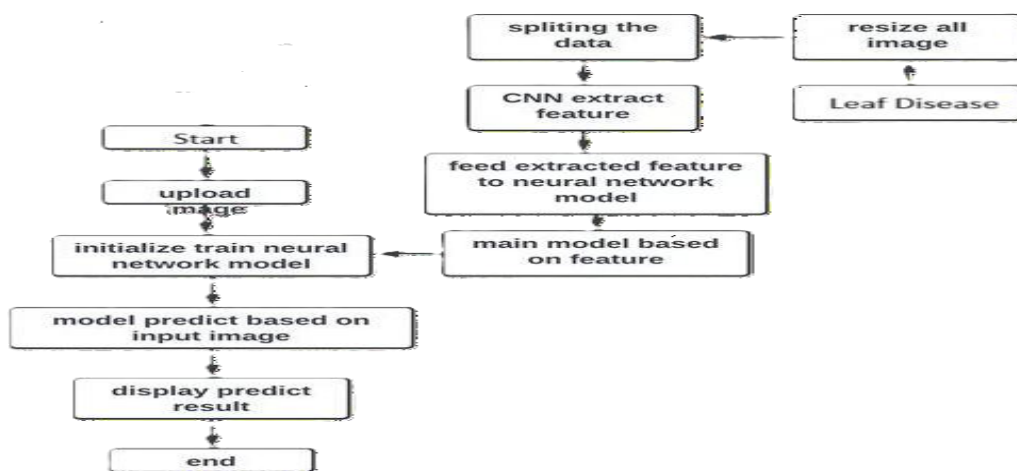 spliting the
data
resize all
image
CNN extract
feature
Leaf Disease
Start
feed extracted feature
to neural network
model
upload
image
main model based
on feature
initialize train neural
network model
model predict based on
input image
display predict
result
end